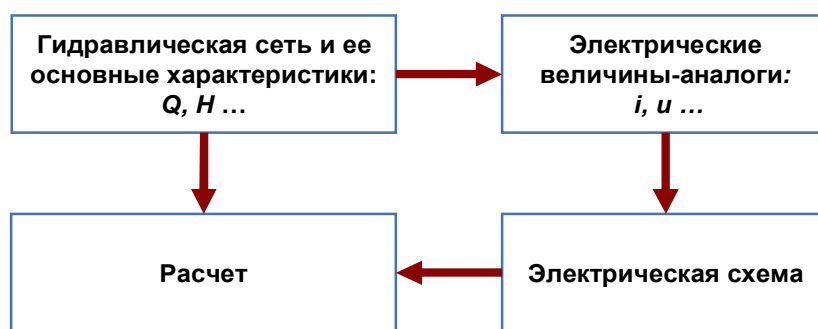 Гидравлическая сеть и ее
основные характеристики:
Q, H ...
Электрические
величины-аналоги:
i, u ...
Расчет
Электрическая схема